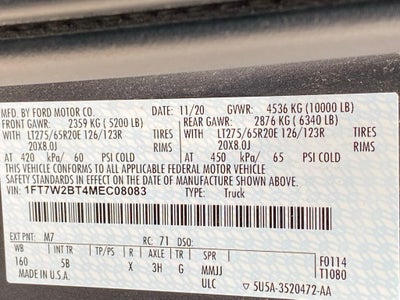 MFD. BY FORD MOTOR CO.
DATE: 11/20 GVWR: 4536 KG (10000 LB)
FRONT GAWR: 2359 KG (5200 LB) REAR GAWR: 2876 KG (6340 LB)
LT275/65R20E 126/123R TIRES LT275/65R20E 126/123R TIRES
20X8.0J RIMS 20X8.0J RIMS
AT 420 kPa/ 60 PSI COLD AT 450 kPa/ 65 PSI COLD
THIS VEHICLE CONFORMS TO ALL APPLICABLE FEDERAL MOTOR VEHICLE
SAFETY STANDARDS IN EFFECT ON THE DATE OF MANUFACTURE SHOWN ABOVE.
VIN: 1FT7W2BT4MEC08083 TYPE: Truck
EXT PNT: M7 RC: 71 DSO: F0114
WB INT TR TP/PS R AXLE TR SPR T1080
160 5B X 3H G MMJJ
MADE IN U.S.A. ULC 5U5A-3520472-AA